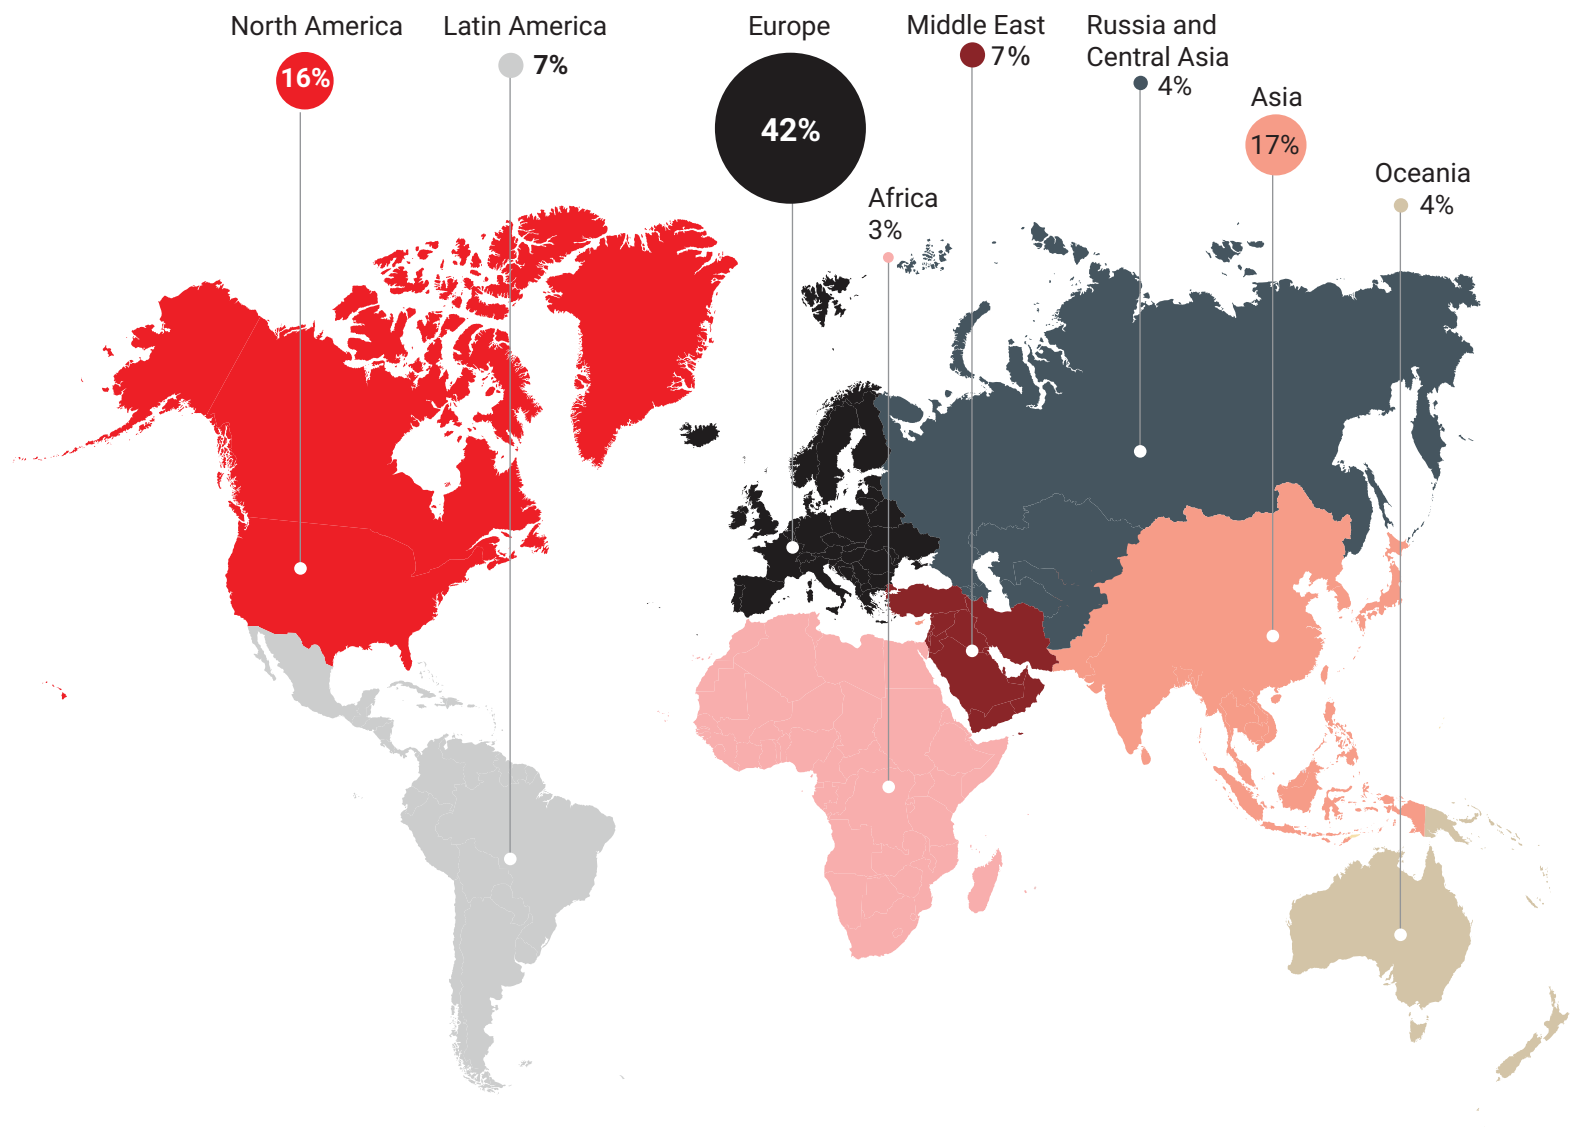 North America
16%
Latin America
7%
Europe
42%
Africa
3%
Middle East
7%
Russia and
Central Asia
4%
Asia
17%
Oceania
4%